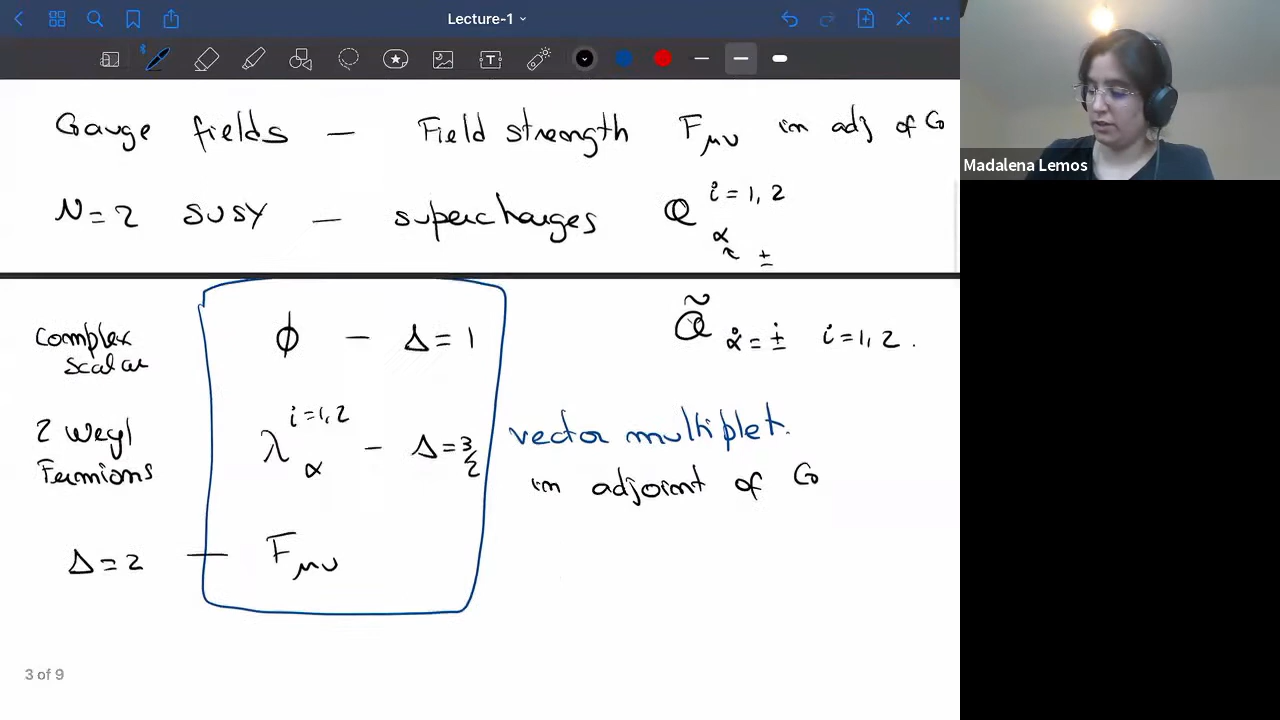 Lecture-1
Gauge fields — Field strength Fμν in adj of G
N=2 SUSY — supercharges Q^{i=1,2}_α
±
Complex scalar
ϕ — Δ=1
Q̃_{α̇=±̇} i=1,2.
2 Weyl Fermions
λ^{i=1,2}_α — Δ=3/2
vector multiplet.
in adjoint of G
Δ=2 — Fμν
3 of 9
Madalena Lemos